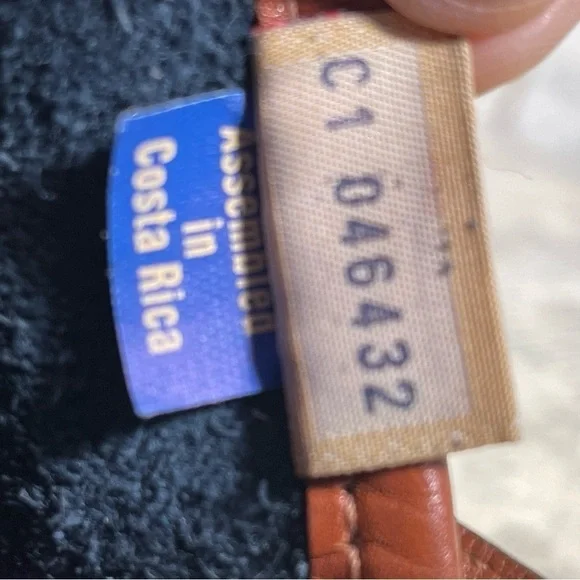 C1 046432
Assembled
in
Costa Rica